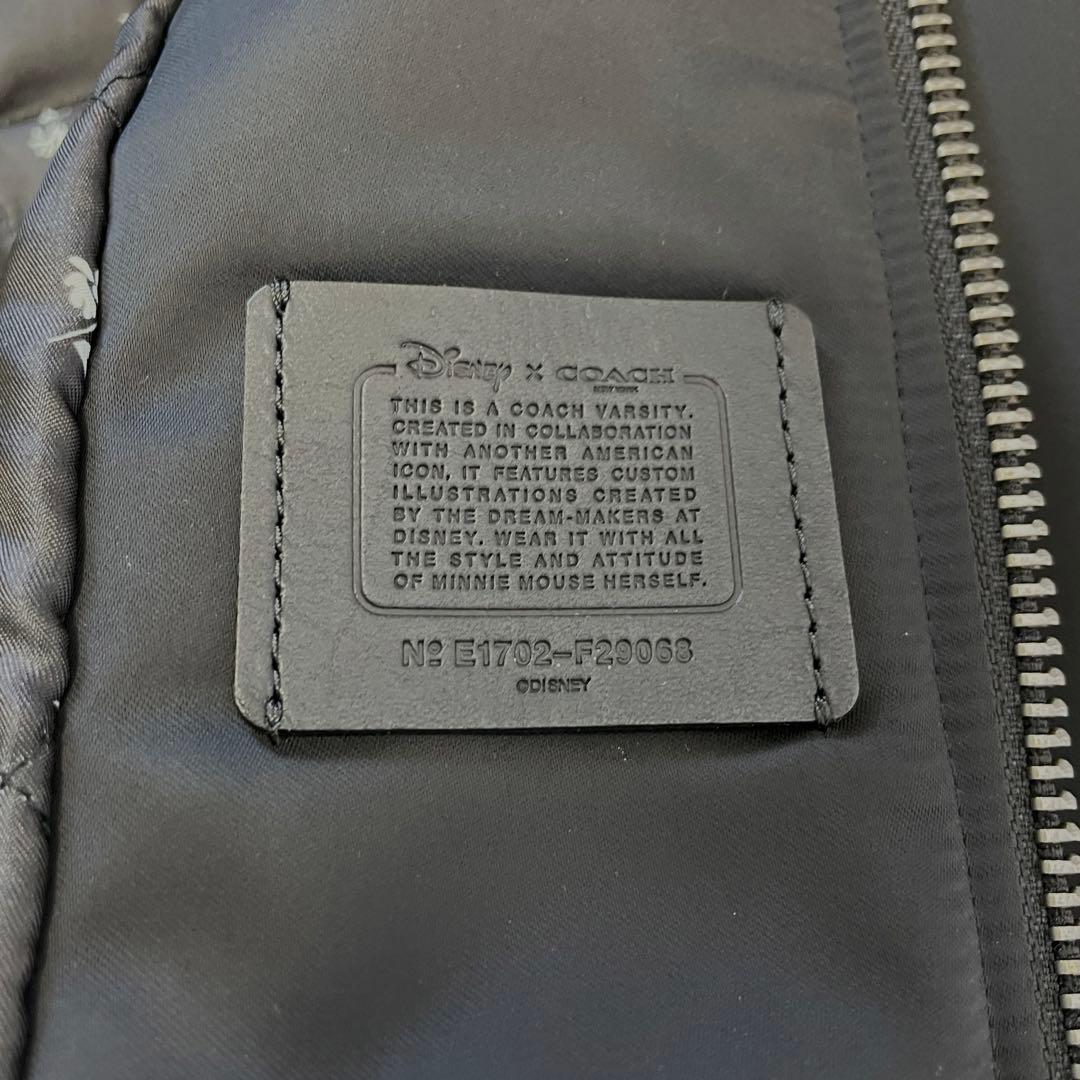 Disney x COACH
NEW YORK
THIS IS A COACH VARSITY.
CREATED IN COLLABORATION
WITH ANOTHER AMERICAN
ICON, IT FEATURES CUSTOM
ILLUSTRATIONS CREATED
BY THE DREAM-MAKERS AT
DISNEY. WEAR IT WITH ALL
THE STYLE AND ATTITUDE
OF MINNIE MOUSE HERSELF.
Nº E1702-F29068
©DISNEY